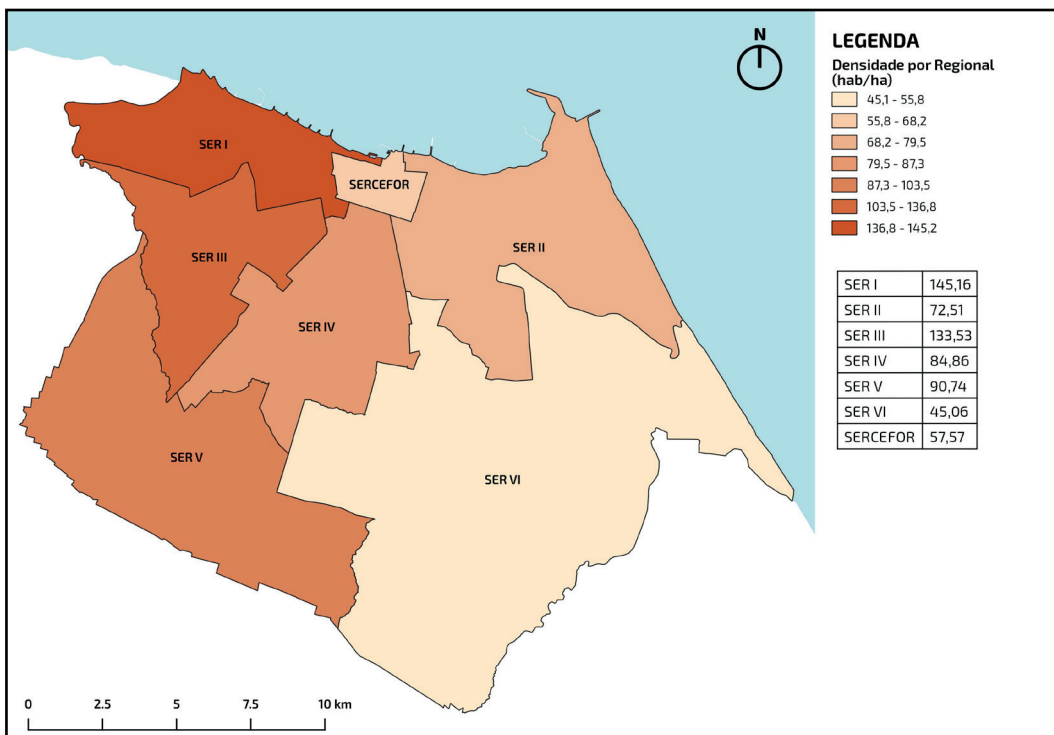 N
LEGENDA
Densidade por Regional
(hab/ha)
45,1 - 55,8
55,8 - 68,2
68,2 - 79,5
79,5 - 87,3
87,3 - 103,5
103,5 - 136,8
136,8 - 145,2
SER I
SERCEFOR
SER II
SER III
SER IV
SER V
SER VI
SER I 145,16
SER II 72,51
SER III 133,53
SER IV 84,86
SER V 90,74
SER VI 45,06
SERCEFOR 57,57
0 2.5 5 7.5 10 km